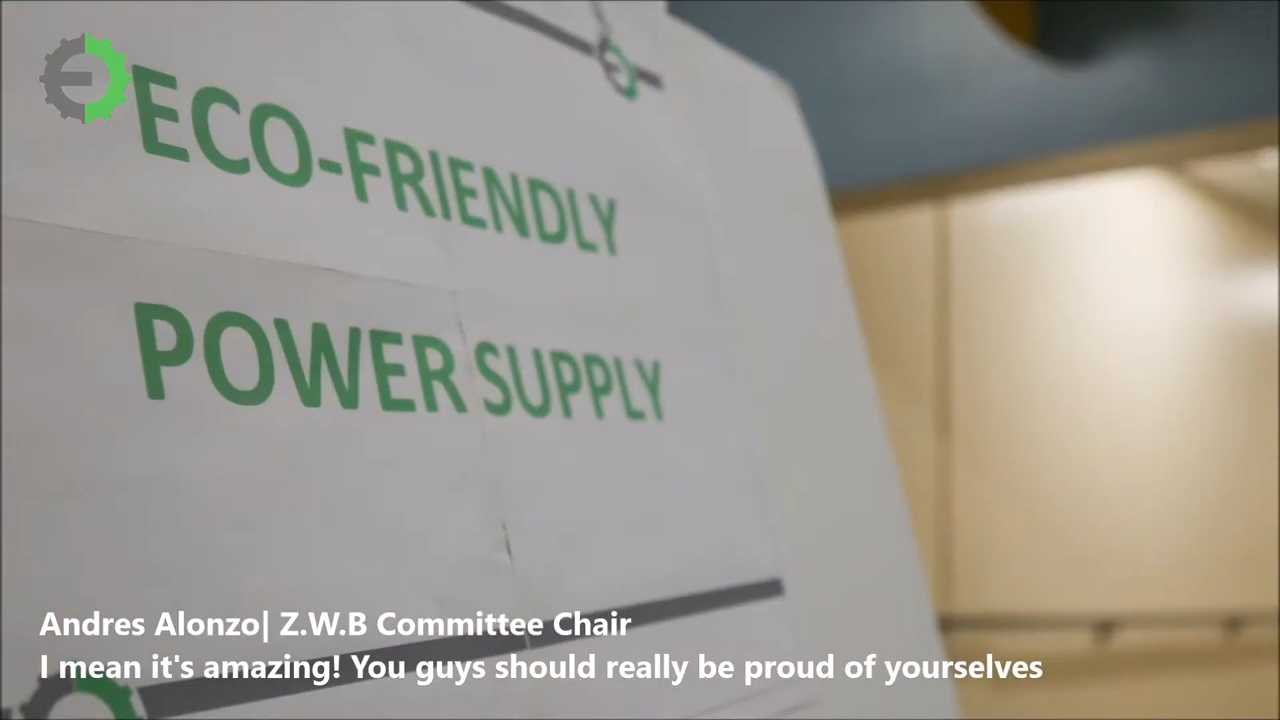 ECO-FRIENDLY
POWER SUPPLY
Andres Alonzo| Z.W.B Committee Chair
I mean it's amazing! You guys should really be proud of yourselves